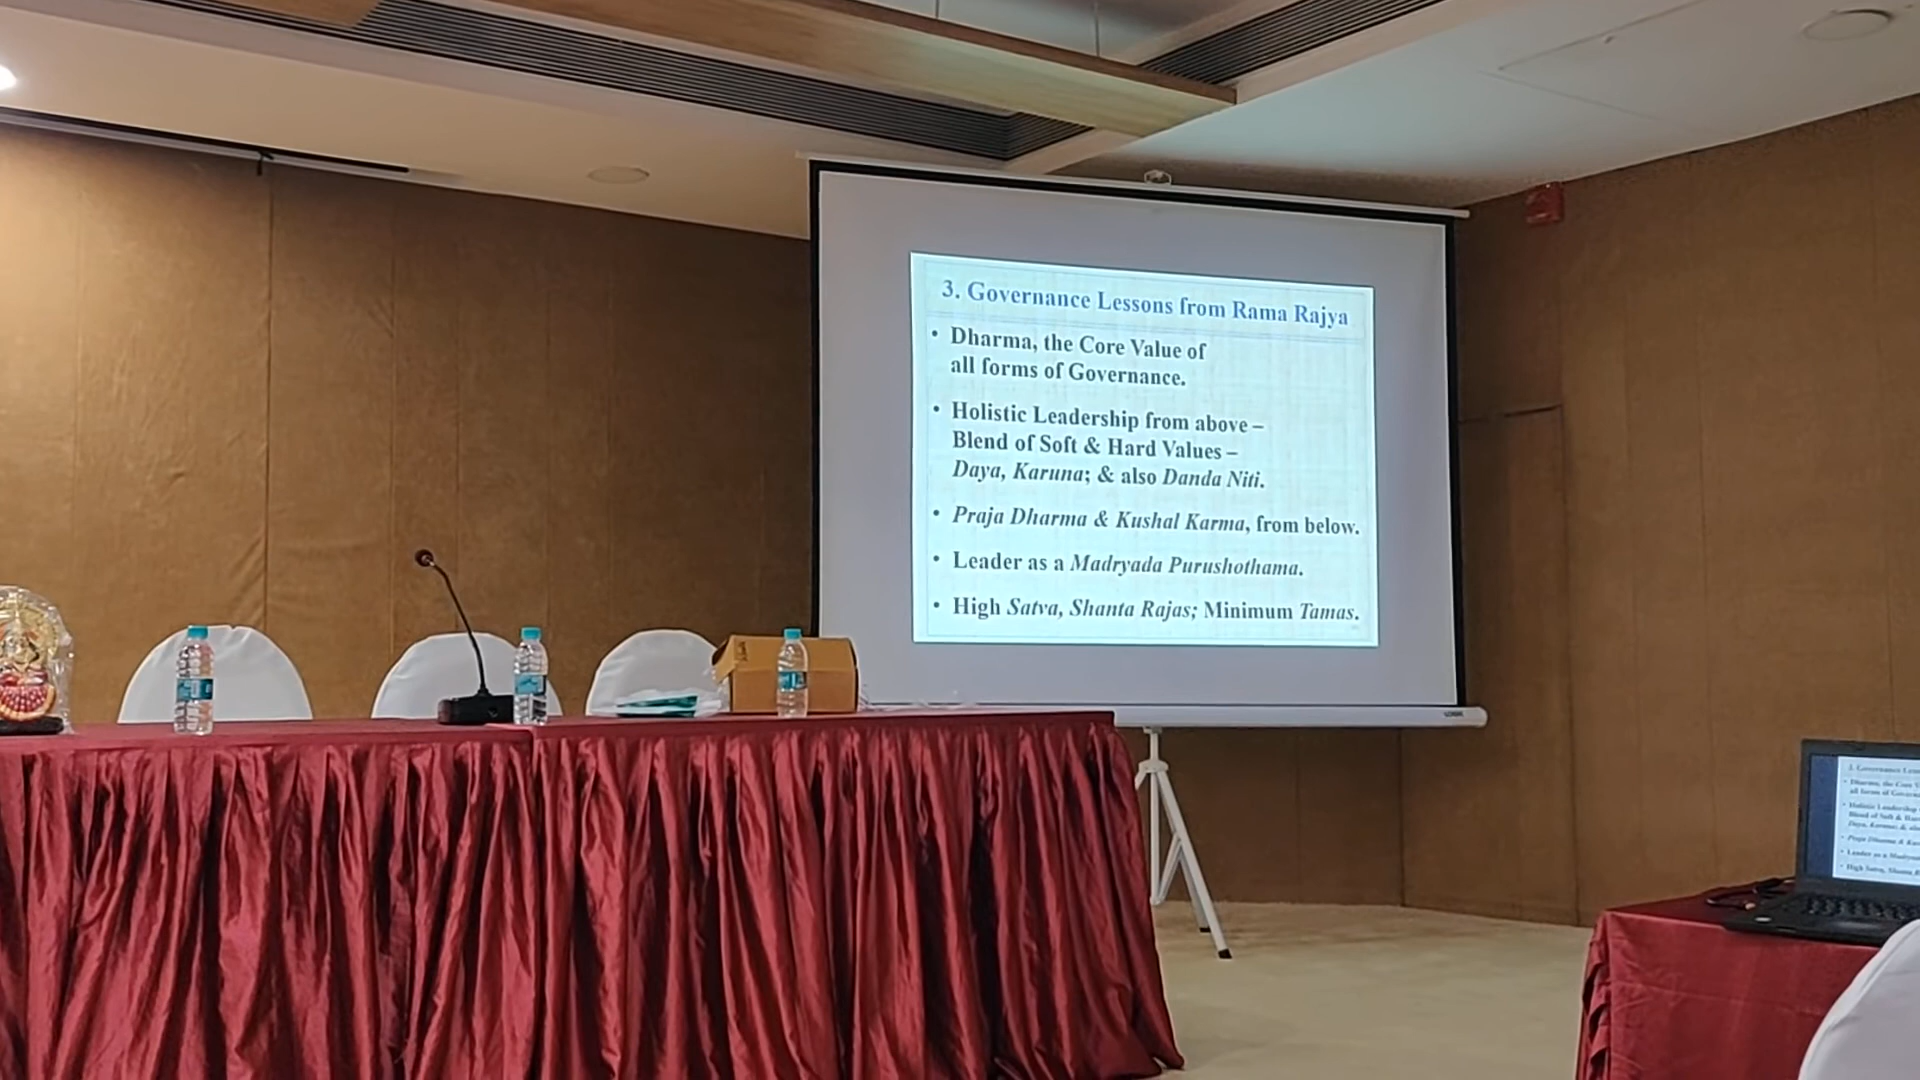 3. Governance Lessons from Rama Rajya
• Dharma, the Core Value of
all forms of Governance.
• Holistic Leadership from above –
Blend of Soft & Hard Values –
Daya, Karuna; & also Danda Niti.
• Praja Dharma & Kushal Karma, from below.
• Leader as a Madryada Purushothama.
• High Satva, Shanta Rajas; Minimum Tamas.